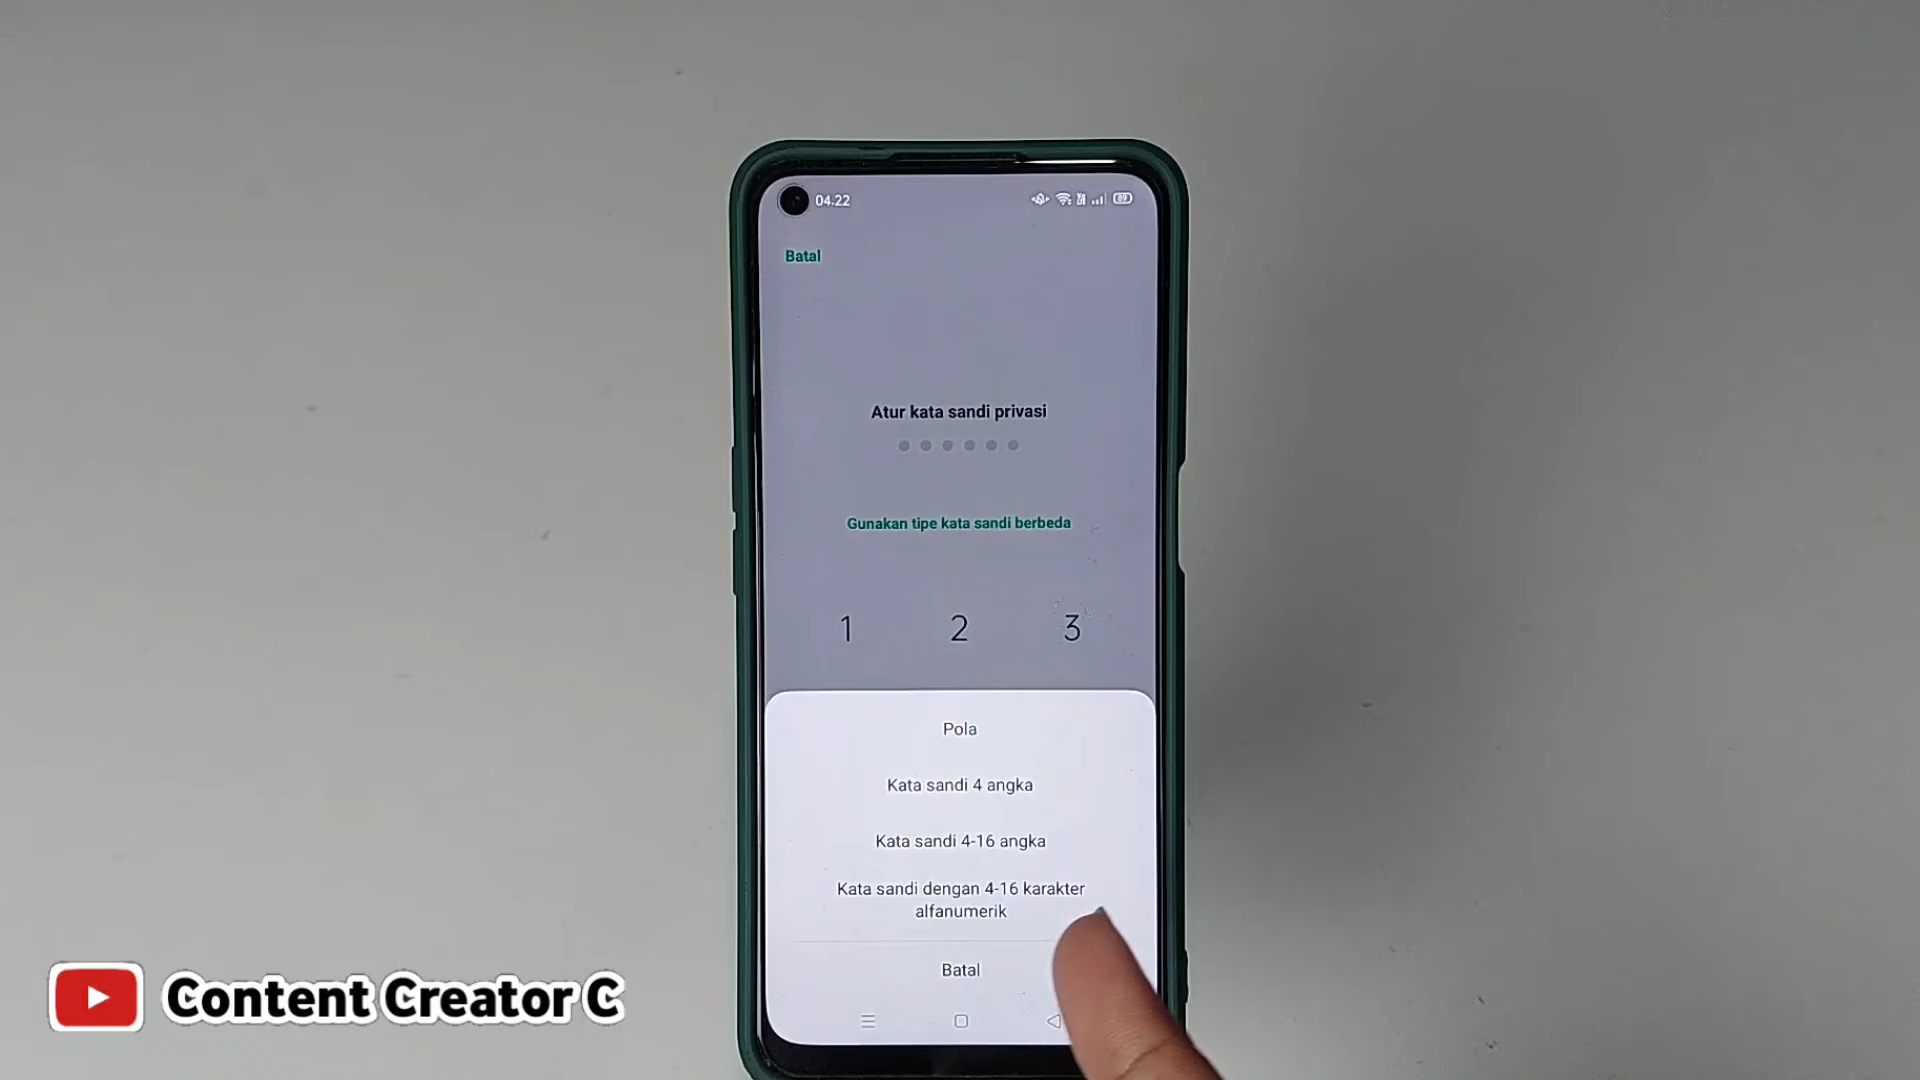 04.22
Batal
Atur kata sandi privasi
Gunakan tipe kata sandi berbeda
1 2 3
Pola
Kata sandi 4 angka
Kata sandi 4-16 angka
Kata sandi dengan 4-16 karakter
alfanumerik
Batal
Content Creator C